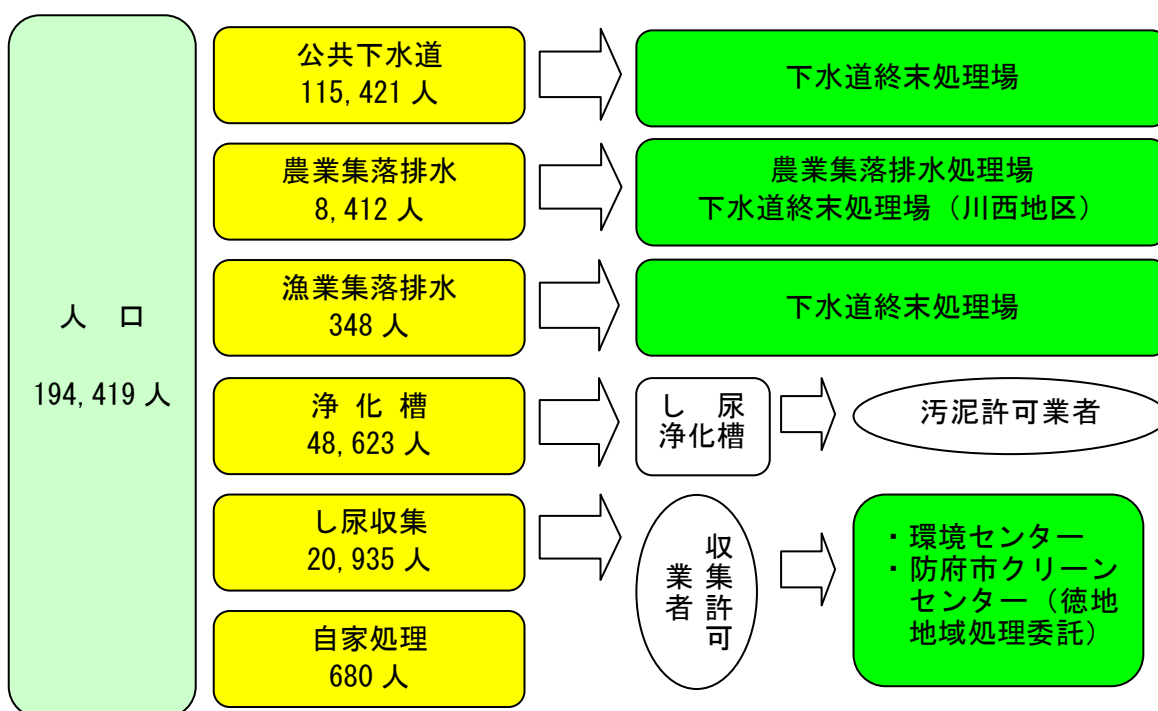 人　口
194,419 人
公共下水道
115,421 人
下水道終末処理場
農業集落排水
8,412 人
農業集落排水処理場
下水道終末処理場（川西地区）
漁業集落排水
348 人
下水道終末処理場
浄 化 槽
48,623 人
し　尿
浄化槽
汚泥許可業者
し尿収集
20,935 人
収集許可
業者
・環境センター
・防府市クリーン
センター（徳地
地域処理委託）
自家処理
680 人